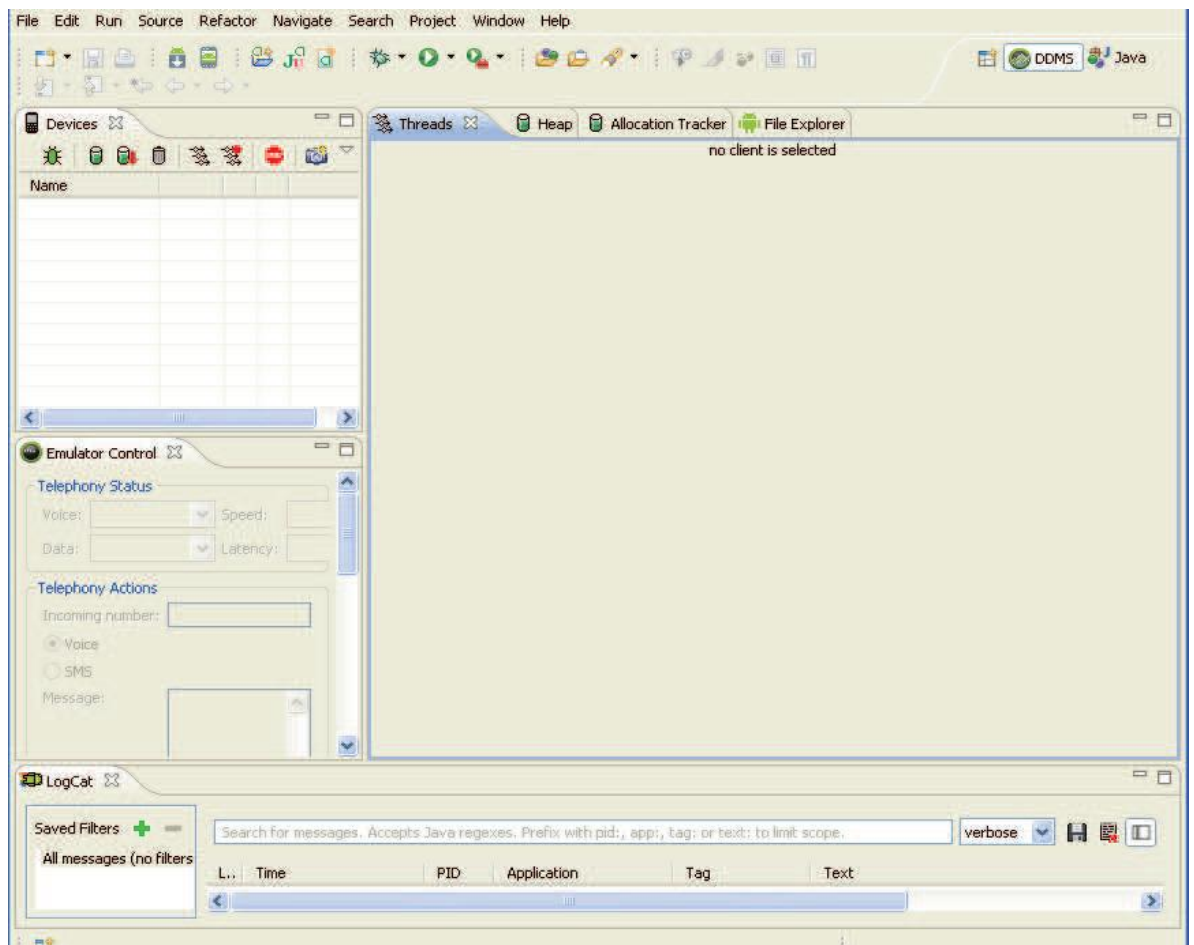 File Edit Run Source Refactor Navigate Search Project Window Help
DDMS Java
Devices
Name
Threads Heap Allocation Tracker File Explorer
no client is selected
Emulator Control
Telephony Status
Voice: Speed:
Data: Latency:
Telephony Actions
Incoming number:
Voice
SMS
Message:
LogCat
Saved Filters
All messages (no filters
Search for messages. Accepts Java regexes. Prefix with pid:, app:, tag: or text: to limit scope.
verbose
L.. Time PID Application Tag Text